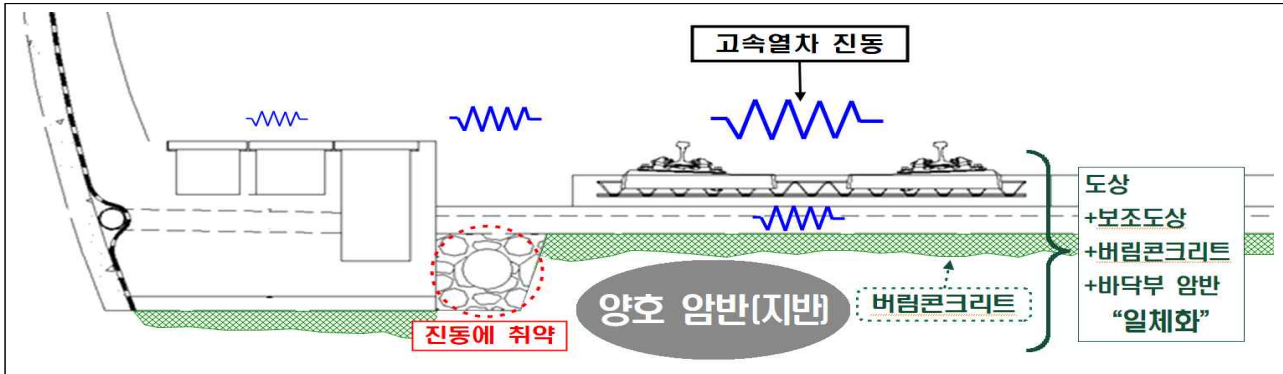 고속열차 진동
도상
+보조도상
+버림콘크리트
+바닥부 암반
“일체화”
양호 암반(지반)
버림콘크리트
진동에 취약